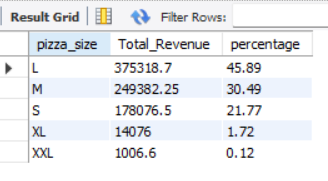 Result Grid Filter Rows:
pizza_size Total_Revenue percentage
L 375318.7 45.89
M 249382.25 30.49
S 178076.5 21.77
XL 14076 1.72
XXL 1006.6 0.12